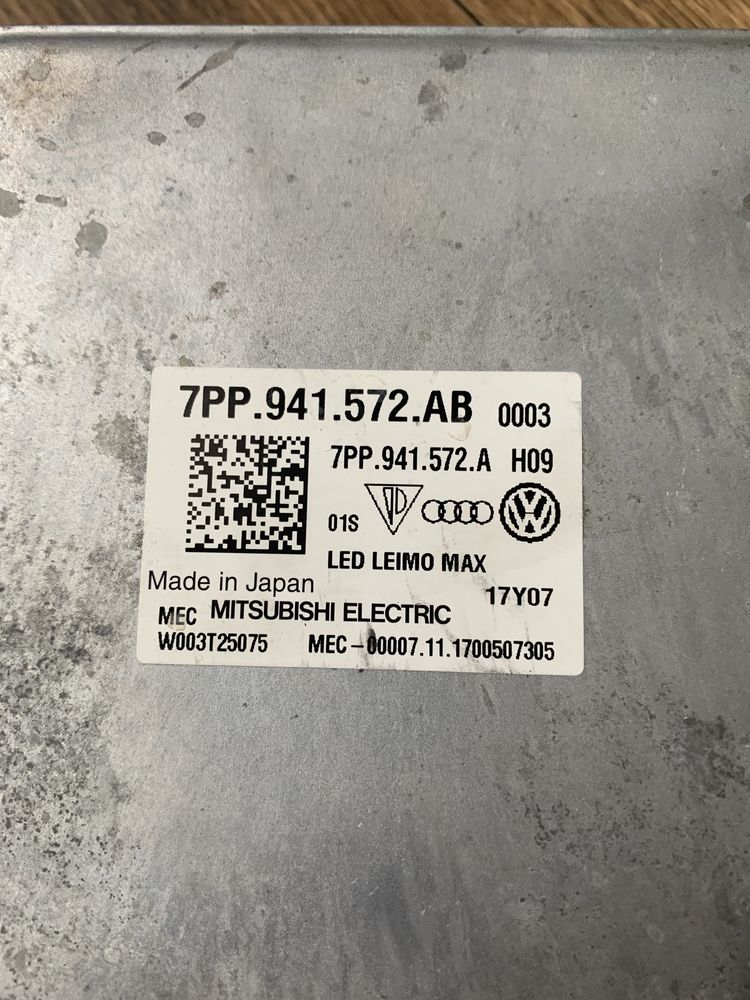 7PP.941.572.AB 0003
7PP.941.572.A H09
01S
LED LEIMO MAX
Made in Japan 17Y07
MEC MITSUBISHI ELECTRIC
W003T25075 MEC-00007.11.1700507305